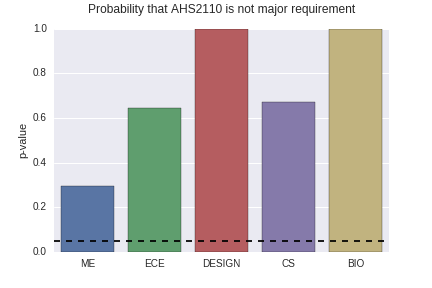 Probability that AHS2110 is not major requirement
1.0
0.8
0.6
0.4
0.2
0.0
p-value
ME ECE DESIGN CS BIO